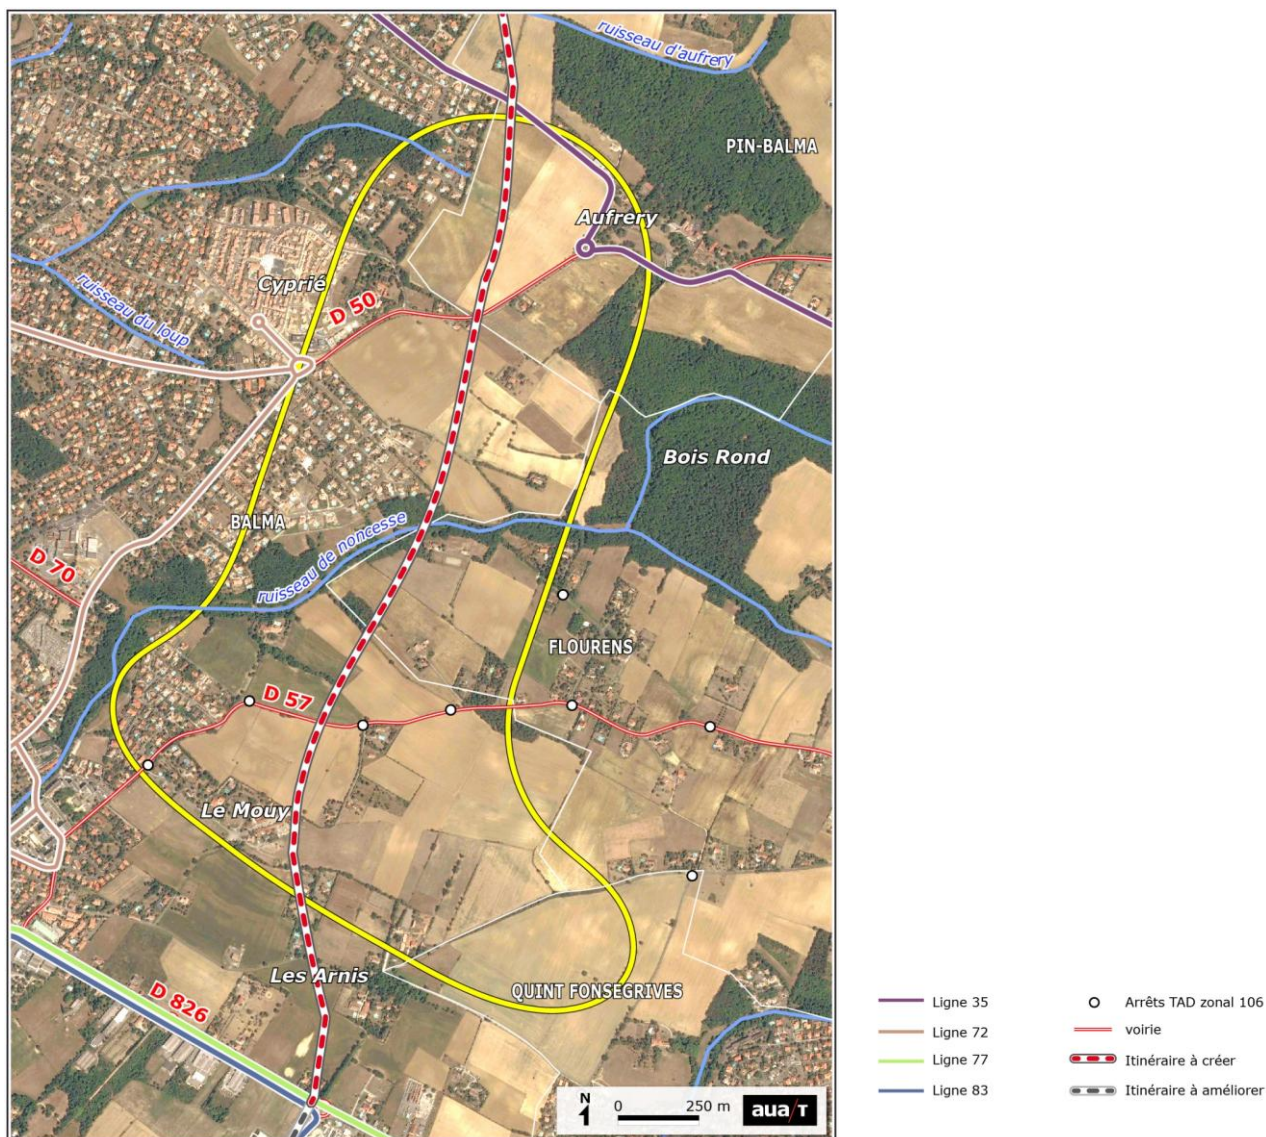 ruisseau d'aufrery
PIN-BALMA
Aufrery
Cyprié
D 50
ruisseau du loup
Bois Rond
BALMA
ruisseau de noncesse
D 70
FLOURENS
D 57
Le Mouy
Les Arnis
QUINT FONSEGRIVES
D 826
N
0 250 m
aua/T
Ligne 35
Ligne 72
Ligne 77
Ligne 83
Arrêts TAD zonal 106
voirie
Itinéraire à créer
Itinéraire à améliorer